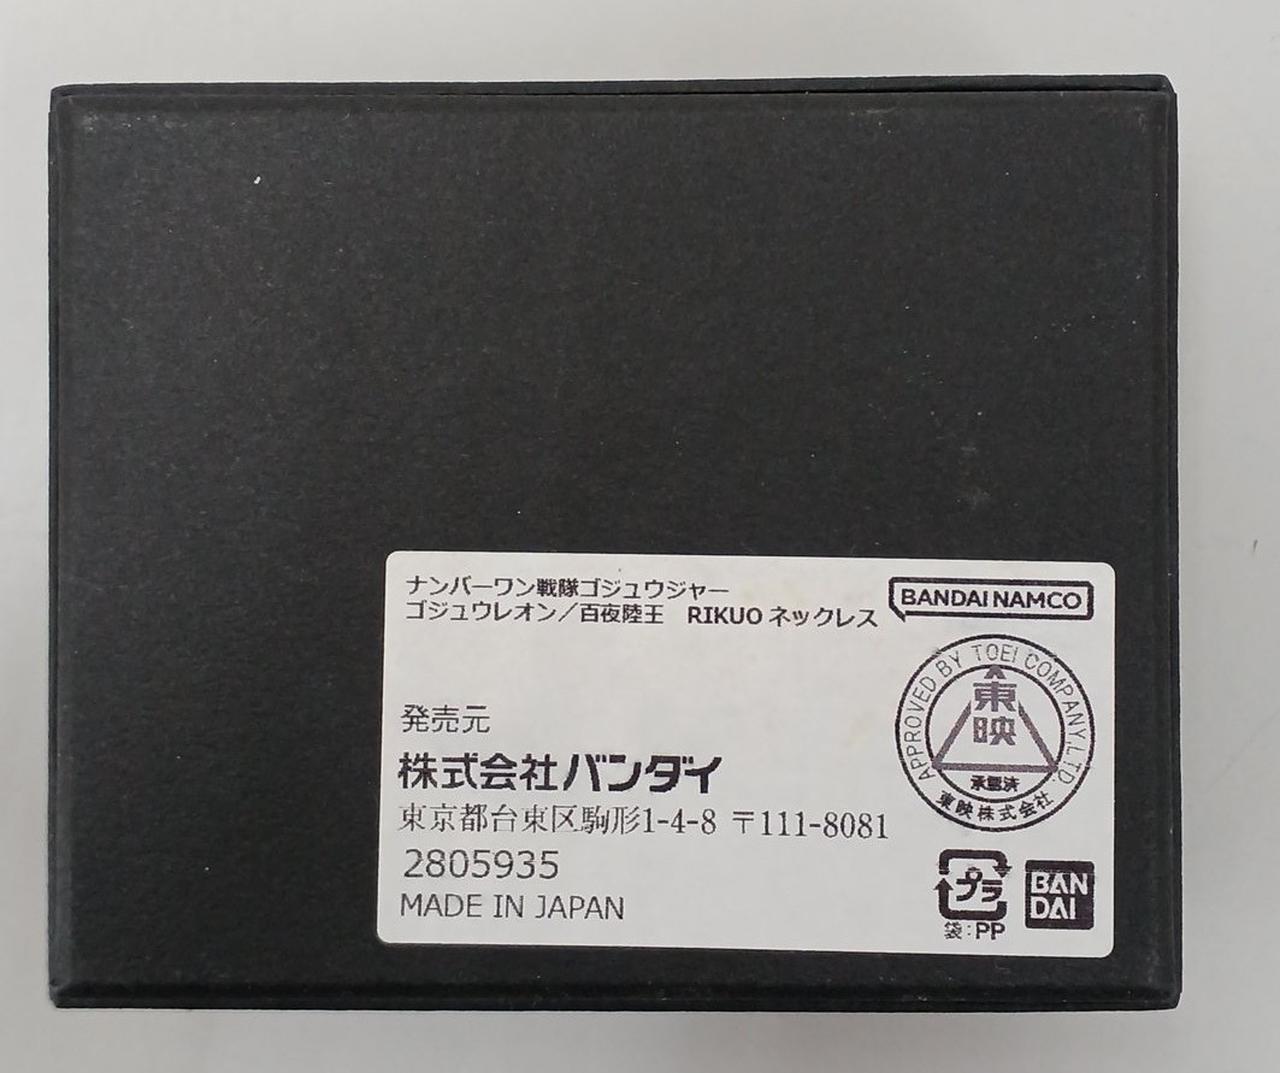 ナンバーワン戦隊ゴジュウジャー
ゴジュウレオン／百夜陸王　RIKUO ネックレス
BANDAI NAMCO
APPROVED BY TOEI COMPANY, LTD.
東映
承認済
東映株式会社
発売元
株式会社バンダイ
東京都台東区駒形1-4-8 〒111-8081
2805935
MADE IN JAPAN
プラ
袋:PP
BAN
DAI